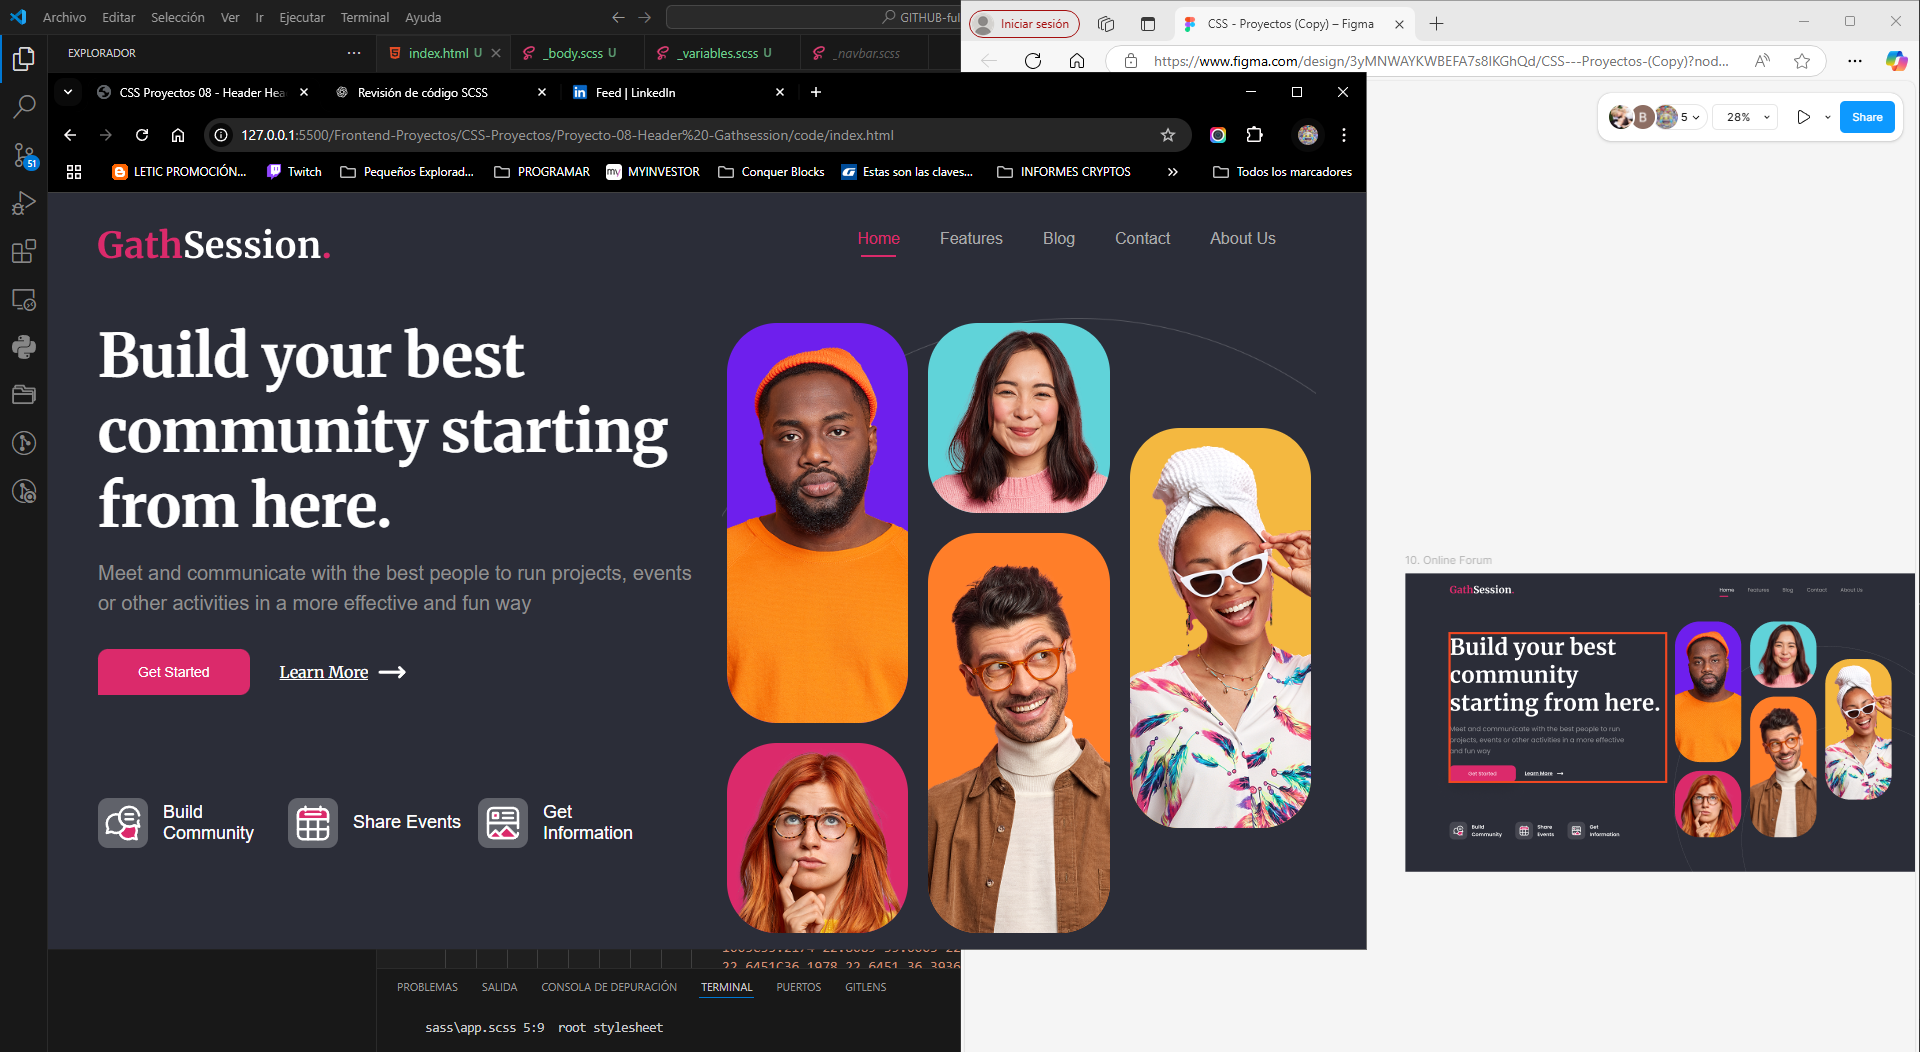 Archivo Editar Selección Ver Ir Ejecutar Terminal Ayuda
GITHUB-ful
EXPLORADOR
index.html U
_body.scss U
_variables.scss U
_navbar.scss
CSS Proyectos 08 - Header Hea
Revisión de código SCSS
Feed | LinkedIn
127.0.0.1:5500/Frontend-Proyectos/CSS-Proyectos/Proyecto-08-Header%20-Gathsession/code/index.html
LETIC PROMOCIÓN...
Twitch
Pequeños Explorad...
PROGRAMAR
my MYINVESTOR
Conquer Blocks
Estas son las claves...
INFORMES CRYPTOS
Todos los marcadores
51
GathSession.
Home Features Blog Contact About Us
Build your best
community starting
from here.
Meet and communicate with the best people to run projects, events
or other activities in a more effective and fun way
Get Started
Learn More
Build
Community
Share Events
Get
Information
22.6451C36.1978 22.6451 36.3936
PROBLEMAS SALIDA CONSOLA DE DEPURACIÓN TERMINAL PUERTOS GITLENS
sass\app.scss 5:9 root stylesheet
Iniciar sesión
CSS - Proyectos (Copy) – Figma
https://www.figma.com/design/3yMNWAYKWBEFA7s8IKGhQd/CSS---Proyectos-(Copy)?nod...
B
5
28%
Share
10. Online Forum
GathSession.
Home Features Blog Contact About Us
Build your best
community
starting from here.
Meet and communicate with the best people to run
projects, events or other activities in a more effective
and fun way
Get Started
Learn More
Build
Community
Share
Events
Get
Information